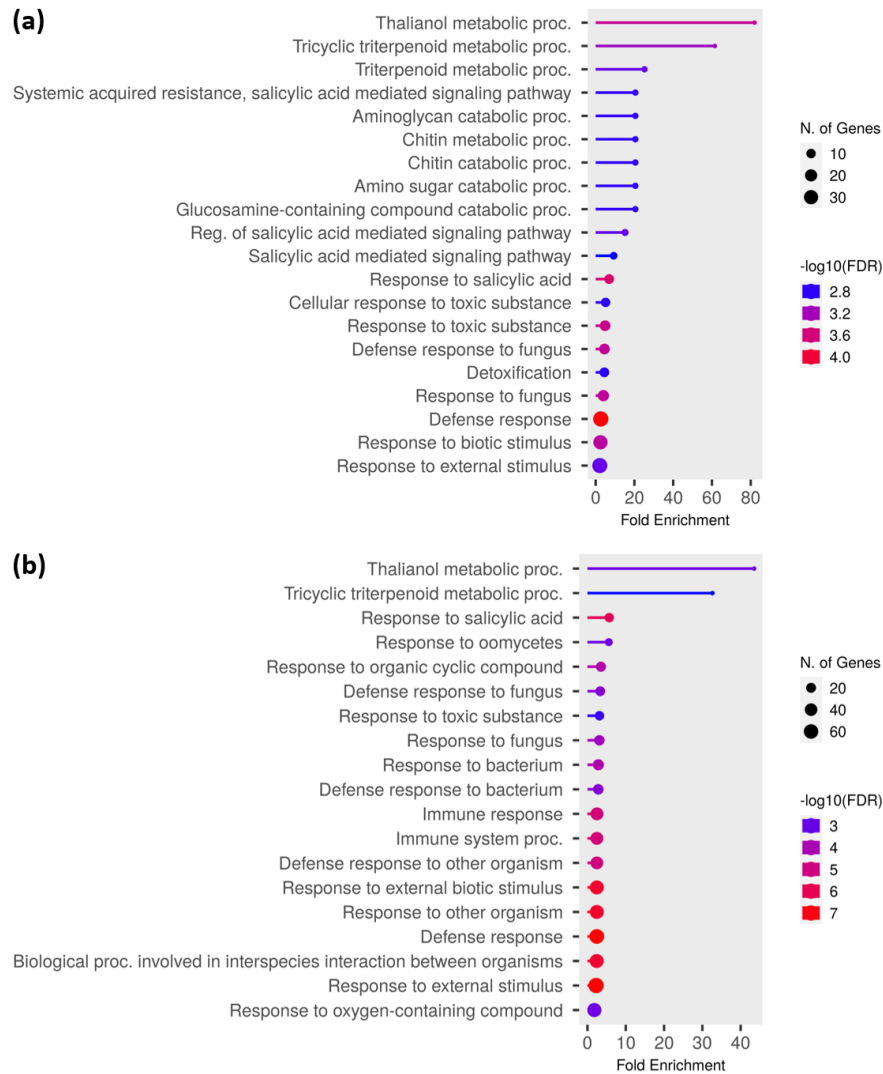 (a)
Thalianol metabolic proc.
Tricyclic triterpenoid metabolic proc.
Triterpenoid metabolic proc.
Systemic acquired resistance, salicylic acid mediated signaling pathway
Aminoglycan catabolic proc.
Chitin metabolic proc.
Chitin catabolic proc.
Amino sugar catabolic proc.
Glucosamine-containing compound catabolic proc.
Reg. of salicylic acid mediated signaling pathway
Salicylic acid mediated signaling pathway
Response to salicylic acid
Cellular response to toxic substance
Response to toxic substance
Defense response to fungus
Detoxification
Response to fungus
Defense response
Response to biotic stimulus
Response to external stimulus
0 20 40 60 80
Fold Enrichment
N. of Genes
10
20
30
-log10(FDR)
2.8
3.2
3.6
4.0
(b)
Thalianol metabolic proc.
Tricyclic triterpenoid metabolic proc.
Response to salicylic acid
Response to oomycetes
Response to organic cyclic compound
Defense response to fungus
Response to toxic substance
Response to fungus
Response to bacterium
Defense response to bacterium
Immune response
Immune system proc.
Defense response to other organism
Response to external biotic stimulus
Response to other organism
Defense response
Biological proc. involved in interspecies interaction between organisms
Response to external stimulus
Response to oxygen-containing compound
0 10 20 30 40
Fold Enrichment
N. of Genes
20
40
60
-log10(FDR)
3
4
5
6
7